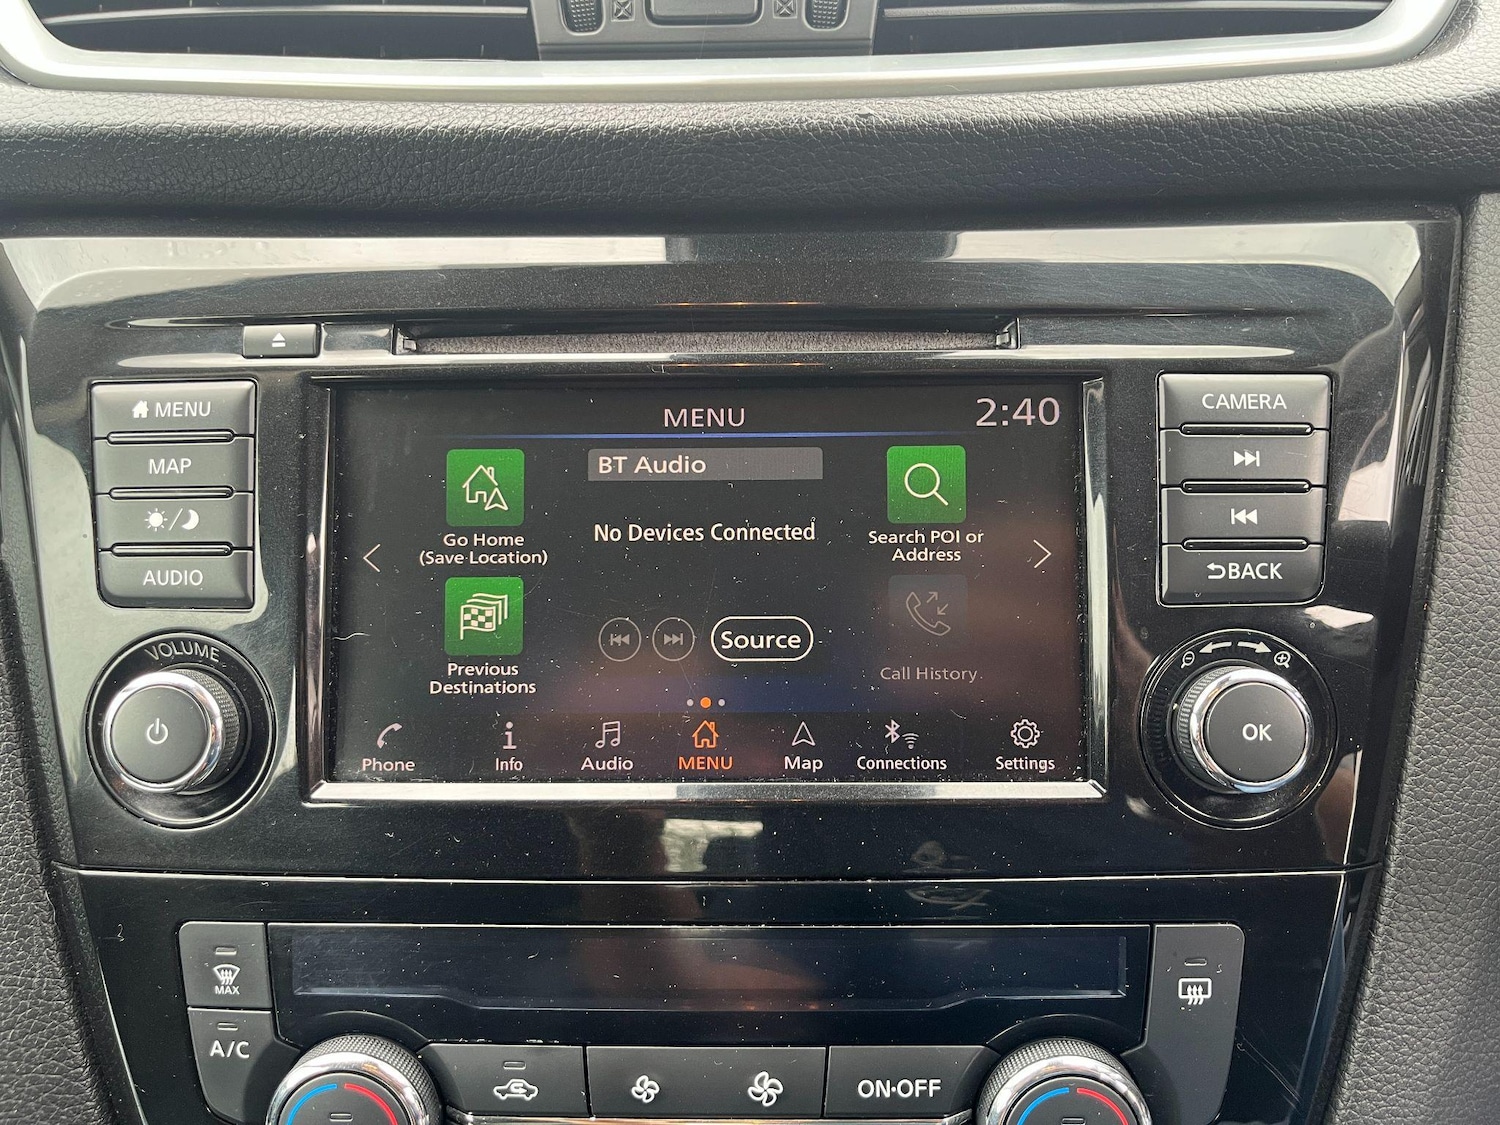 MENU
MAP
AUDIO
VOLUME
MENU
2:40
BT Audio
No Devices Connected
Go Home
(Save Location)
Previous
Destinations
Search POI or
Address
Call History
Source
Phone
Info
Audio
MENU
Map
Connections
Settings
CAMERA
BACK
OK
MAX
A/C
ON·OFF